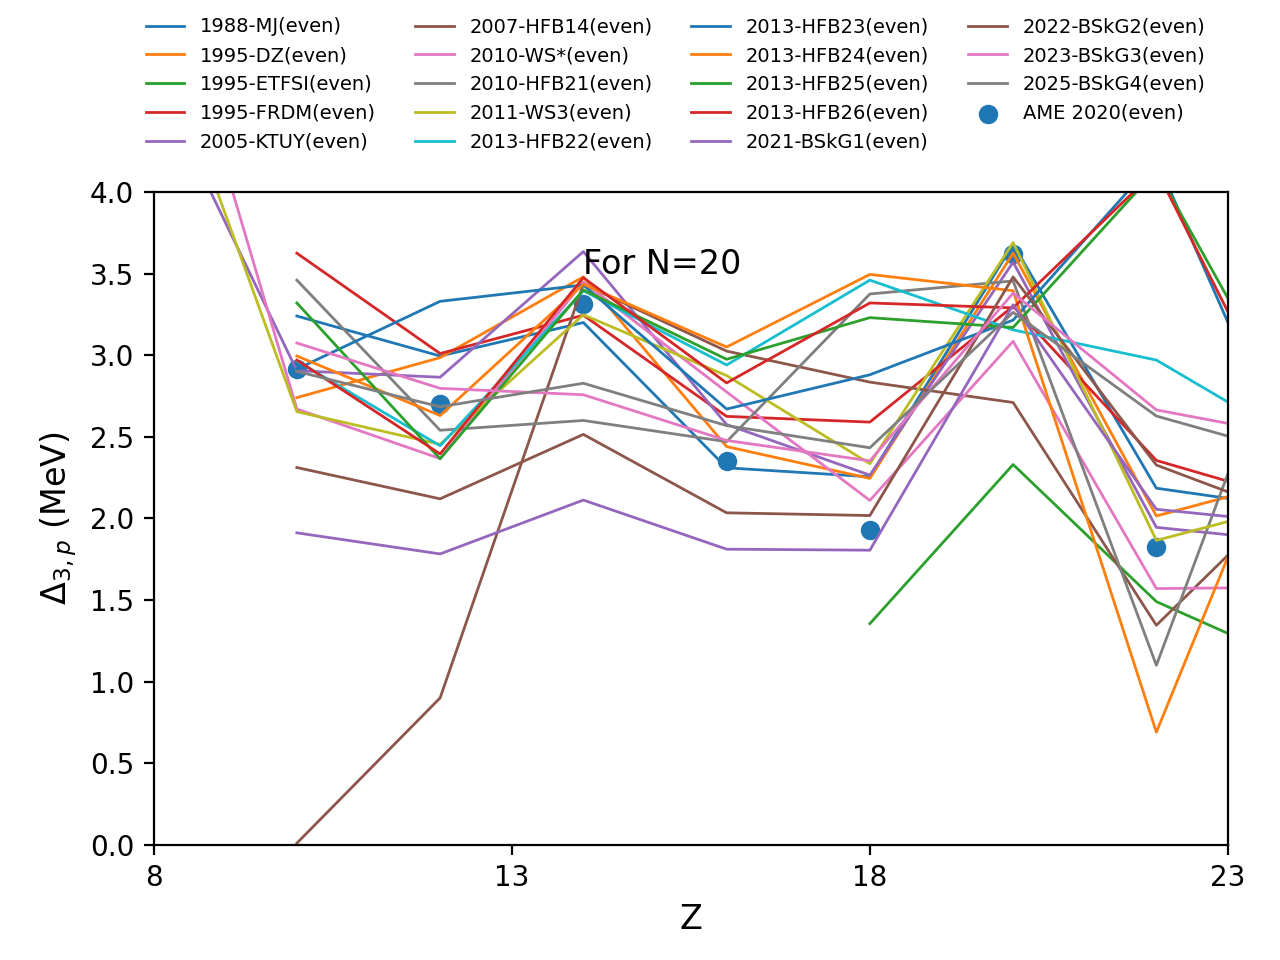 1988-MJ(even)
1995-DZ(even)
1995-ETFSI(even)
1995-FRDM(even)
2005-KTUY(even)
2007-HFB14(even)
2010-WS*(even)
2010-HFB21(even)
2011-WS3(even)
2013-HFB22(even)
2013-HFB23(even)
2013-HFB24(even)
2013-HFB25(even)
2013-HFB26(even)
2021-BSkG1(even)
2022-BSkG2(even)
2023-BSkG3(even)
2025-BSkG4(even)
AME 2020(even)
For N=20
4.0
3.5
3.0
2.5
2.0
1.5
1.0
0.5
0.0
Δ3,p (MeV)
8
13
18
23
Z